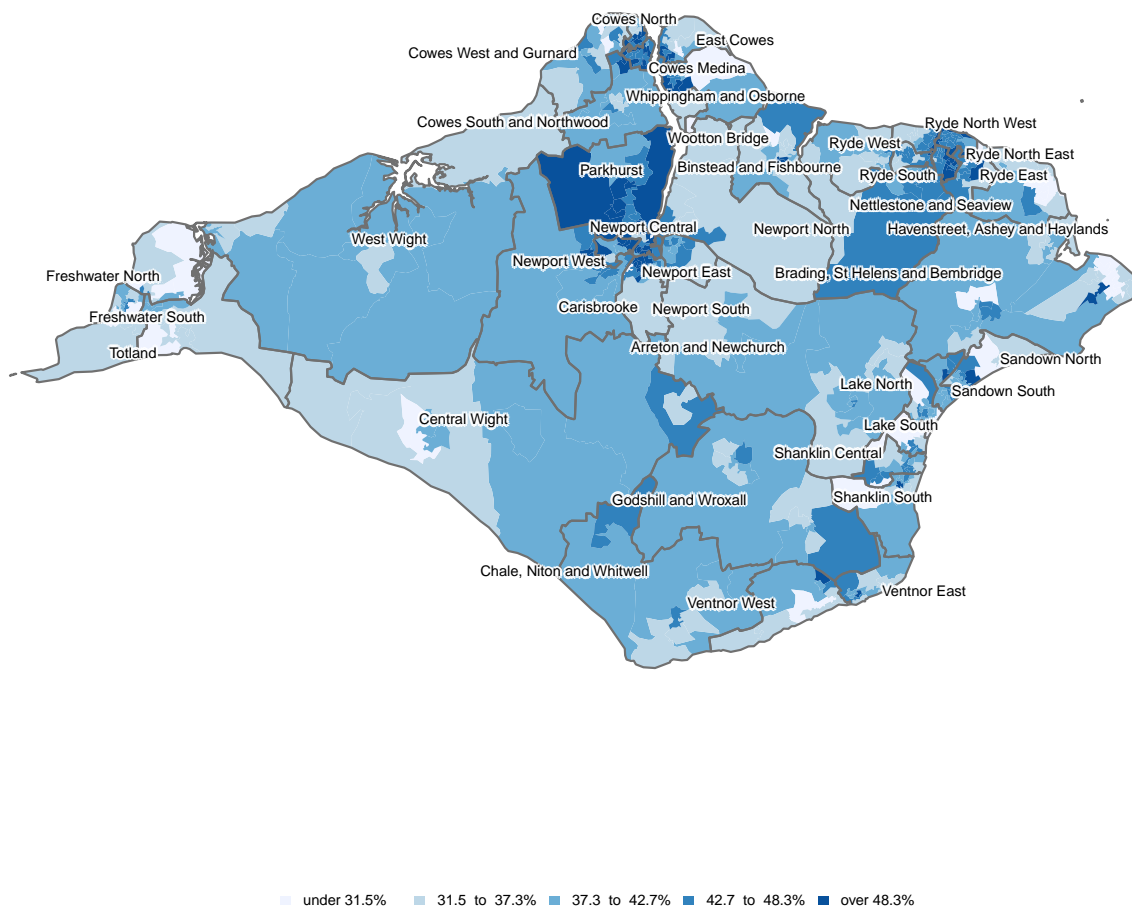 Cowes North
East Cowes
Cowes West and Gurnard
Cowes Medina
Whippingham and Osborne
Cowes South and Northwood
Ryde North West
Wootton Bridge
Ryde West
Ryde North East
Binstead and Fishbourne
Parkhurst
Ryde South
Ryde East
Nettlestone and Seaview
Newport Central
Newport North
Havenstreet, Ashey and Haylands
West Wight
Newport West
Newport East
Brading, St Helens and Bembridge
Freshwater North
Carisbrooke
Newport South
Freshwater South
Arreton and Newchurch
Totland
Sandown North
Lake North
Sandown South
Central Wight
Lake South
Shanklin Central
Godshill and Wroxall
Shanklin South
Chale, Niton and Whitwell
Ventnor East
Ventnor West
under 31.5% 31.5 to 37.3% 37.3 to 42.7% 42.7 to 48.3% over 48.3%